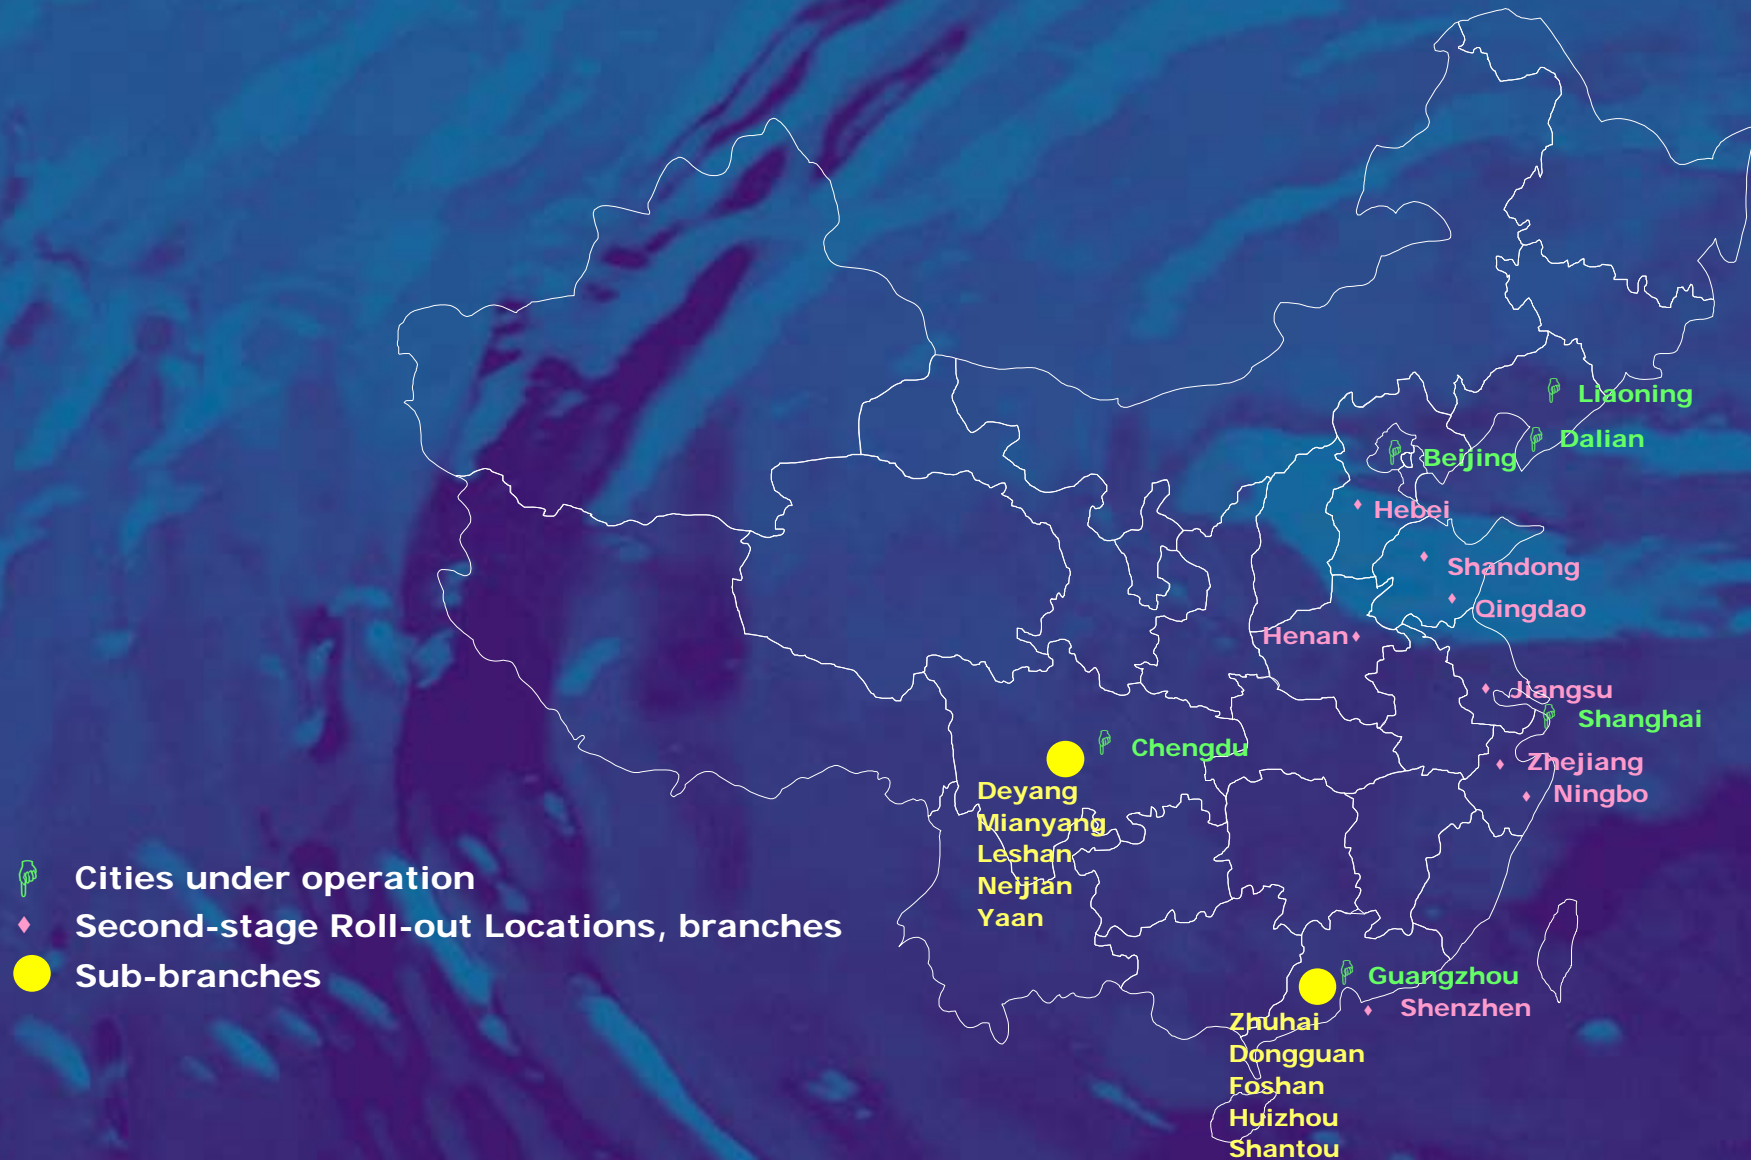 Liaoning
Dalian
Beijing
Hebei
Shandong
Qingdao
Henan
Jiangsu
Shanghai
Chengdu
Zhejiang
Ningbo
Deyang
Mianyang
Leshan
Neijian
Yaan
Cities under operation
Second-stage Roll-out Locations, branches
Sub-branches
Guangzhou
Shenzhen
Zhuhai
Dongguan
Foshan
Huizhou
Shantou